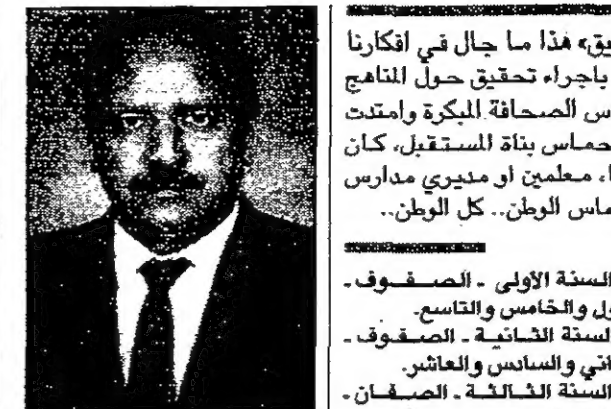 يق» هذا ما جال في افكارنا
باجراء تحقيق حول المناهج
س الصحافة المبكرة وامتدت
حماس بناة المستقبل، كان
اء معلمين او مديري مدارس
ماس الوطن.. كل الوطن..
السنة الأولى - الصفوف -
ول والخامس والتاسع.
السنة الثانية - الصفوف -
اني والسادس والعاشر.
السنة الثالثة - الصفان -